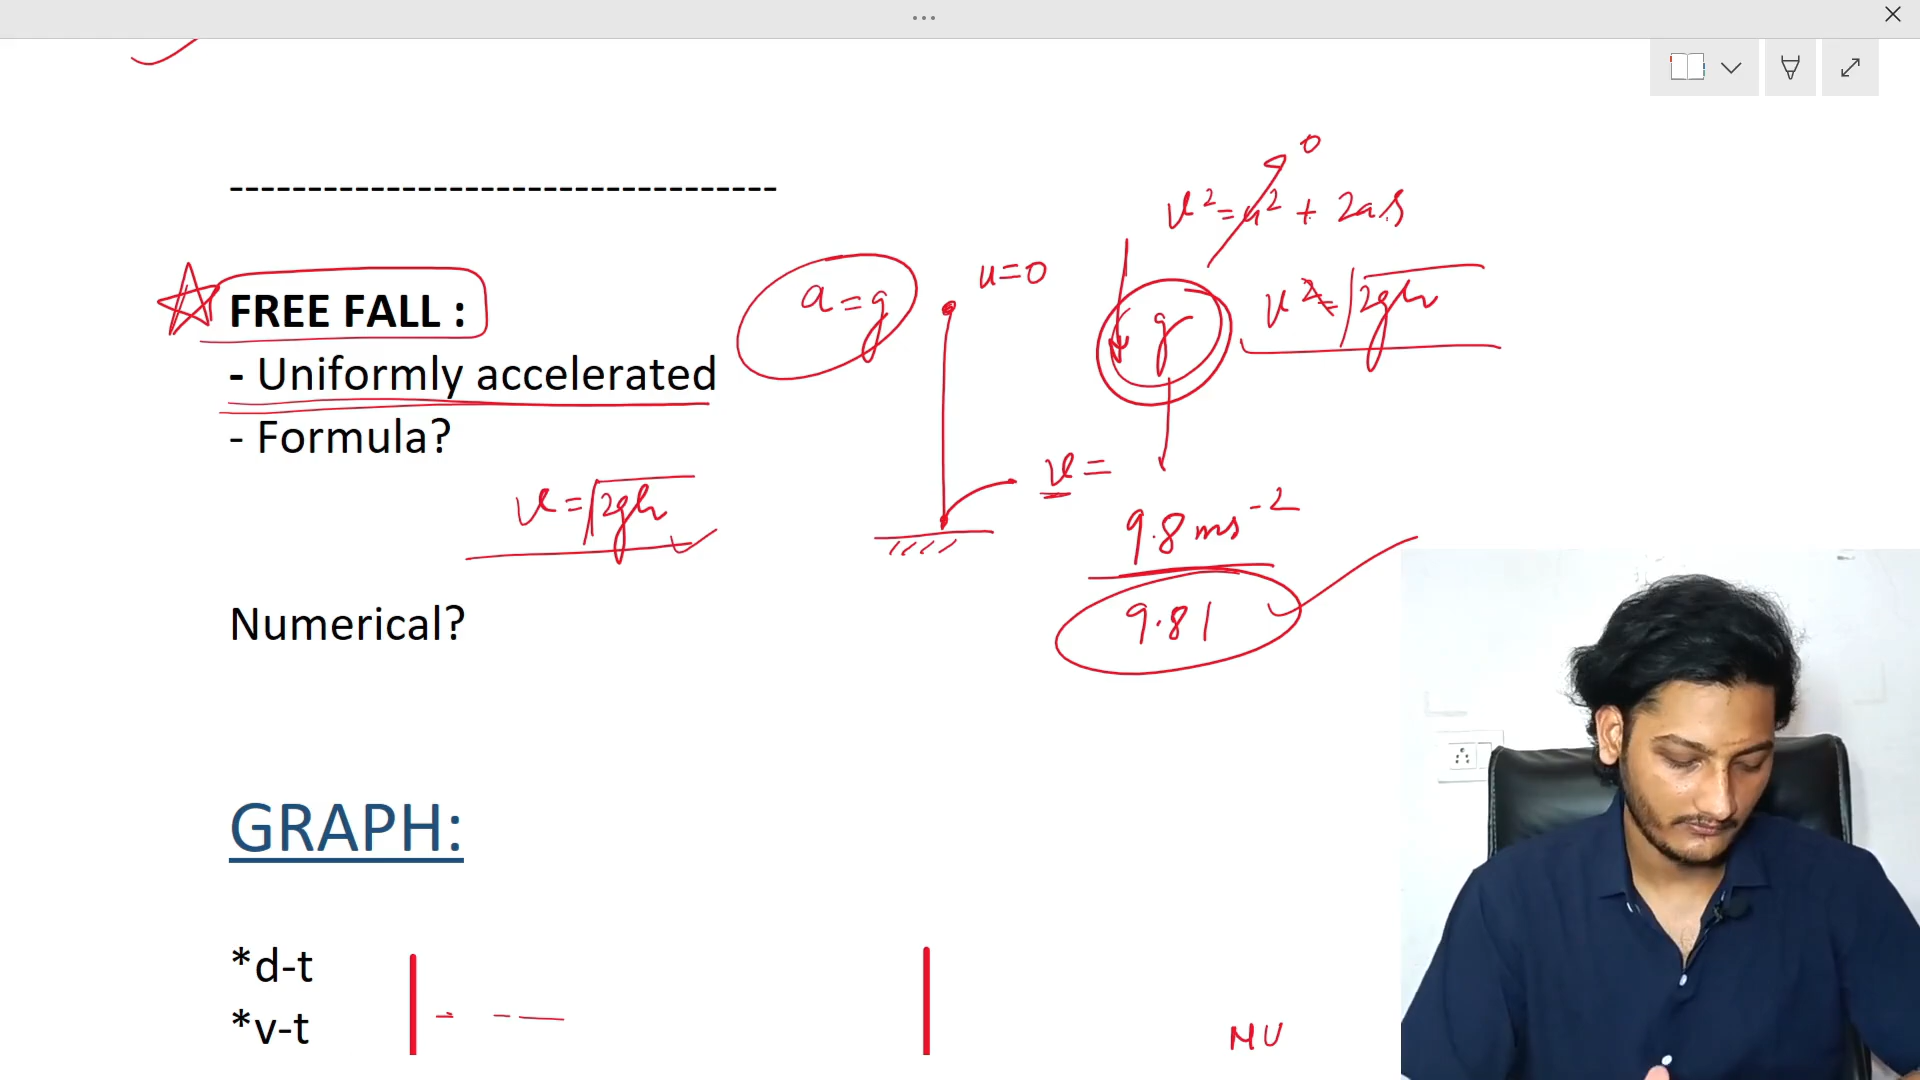 ---------------------------------
0
v² = u² + 2as
FREE FALL :
a = g
u = 0
g
v = √2gh
- Uniformly accelerated
- Formula?
v =
v = √2gh
9.8 ms⁻²
9.81
Numerical?
GRAPH:
*d-t
*v-t